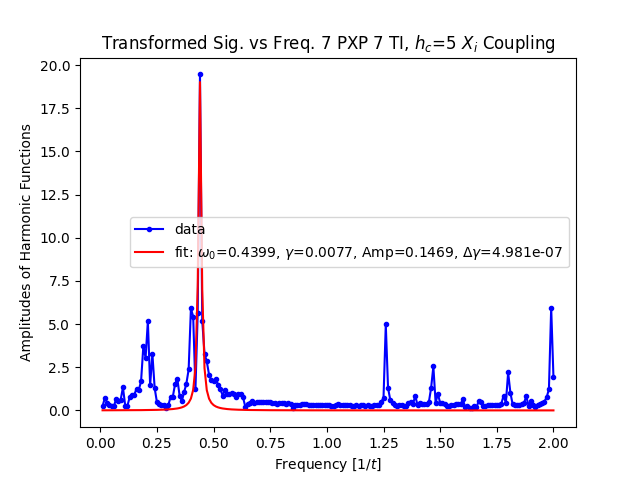 Transformed Sig. vs Freq. 7 PXP 7 TI, $h_c$=5 $X_i$ Coupling
Amplitudes of Harmonic Functions
20.0
17.5
15.0
12.5
10.0
7.5
5.0
2.5
0.0
data
fit: $\omega_0$=0.4399, $\gamma$=0.0077, Amp=0.1469, $\Delta\gamma$=4.981e-07
0.00 0.25 0.50 0.75 1.00 1.25 1.50 1.75 2.00
Frequency [1/$t$]